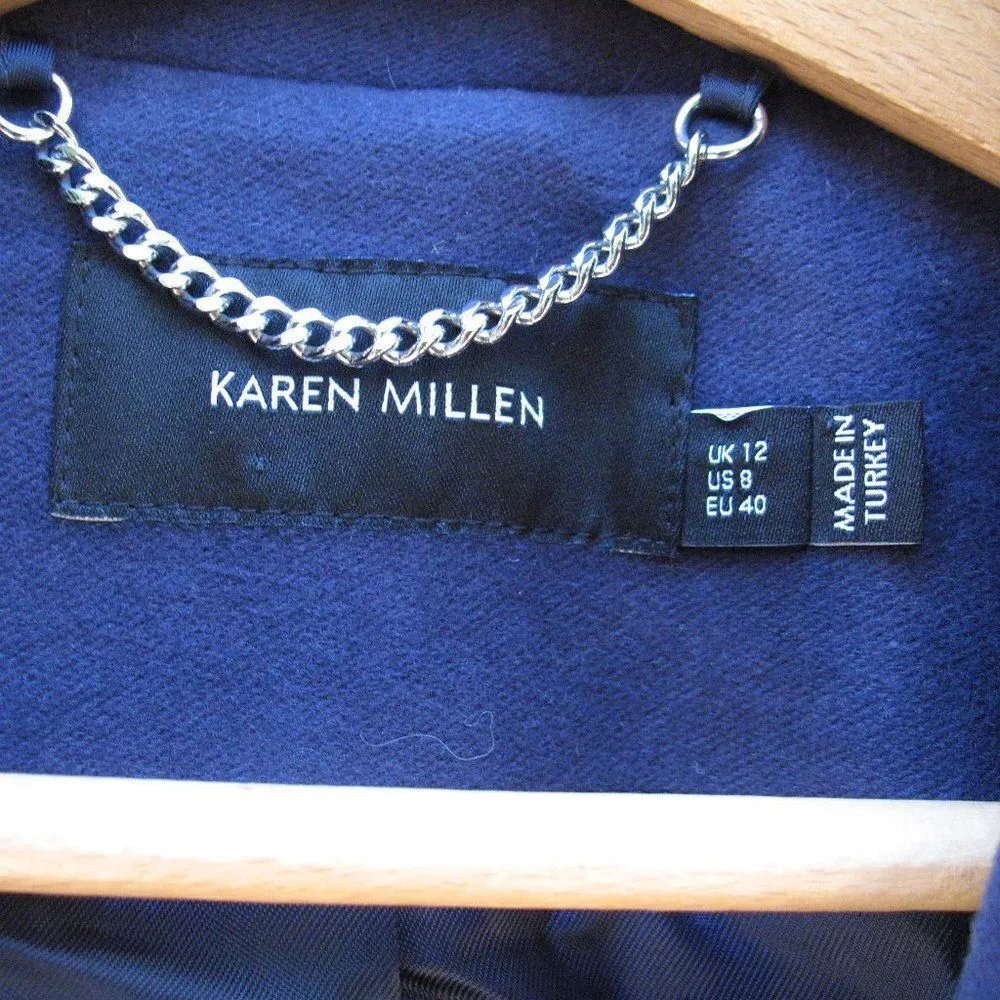 KAREN MILLEN
UK 12
US 8
EU 40
MADE IN
TURKEY